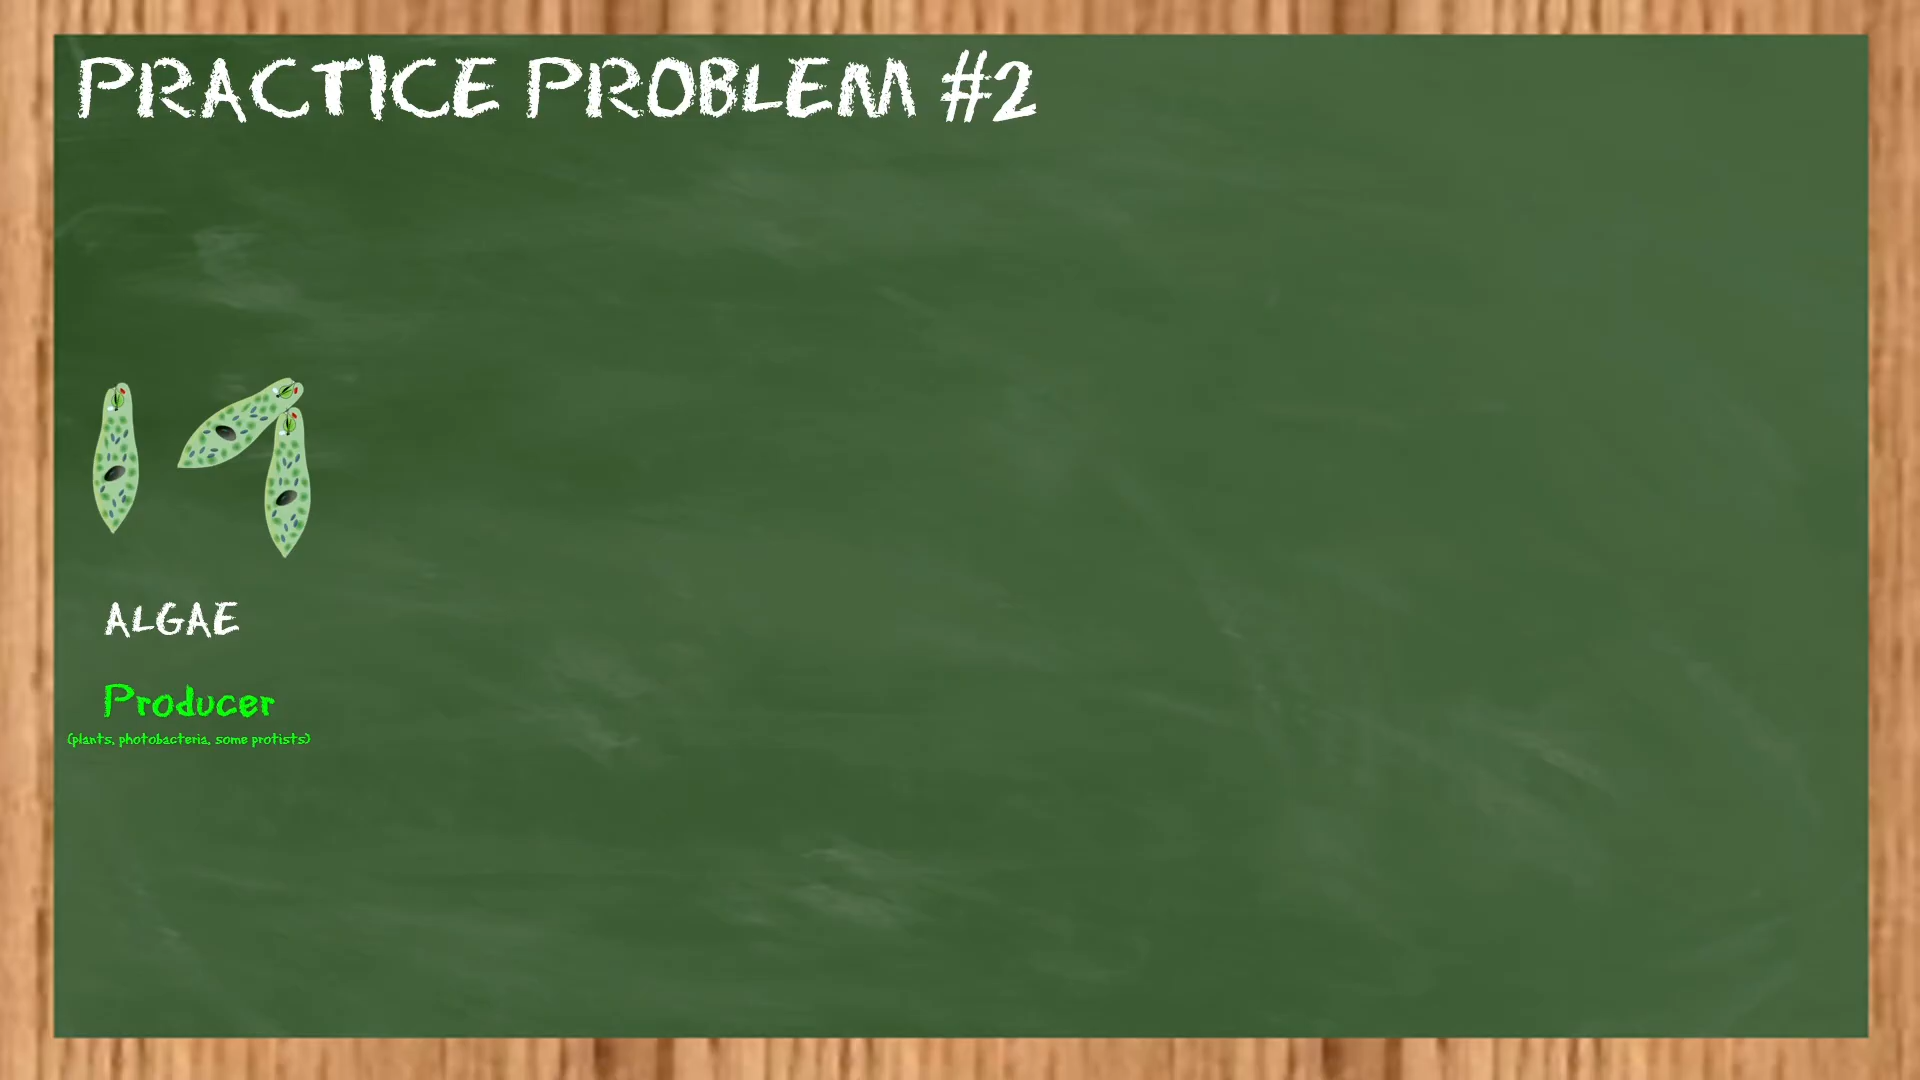 PRACTICE PROBLEM #2
ALGAE
Producer
(plants, photobacteria, some protists)